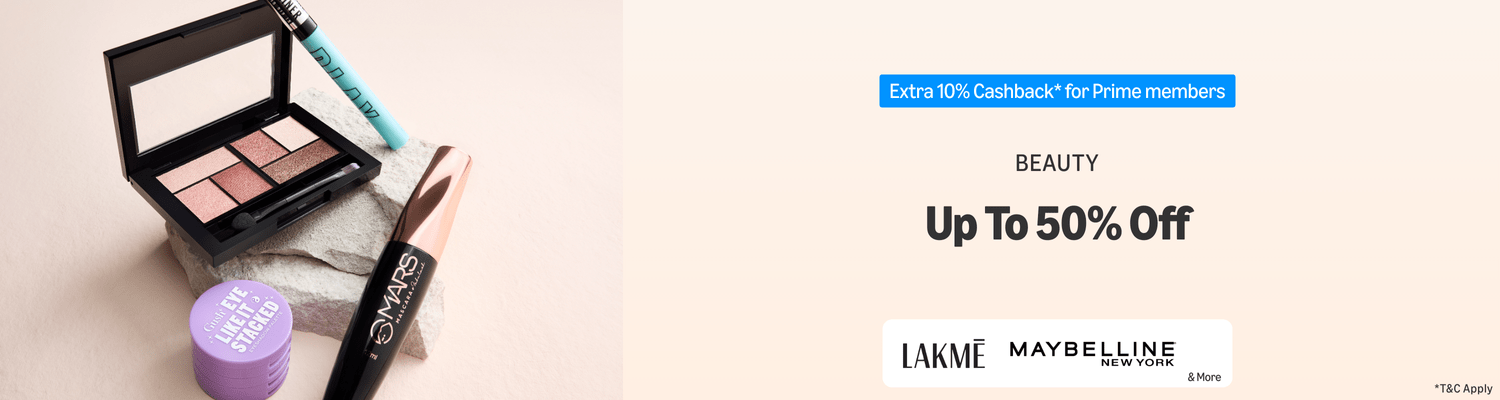 Extra 10% Cashback* for Prime members
BEAUTY
Up To 50% Off
LAKMĒ
MAYBELLINE
NEW YORK
& More
*T&C Apply
MARS
MASCARA
Gush
EYE
LIKE IT a
STACKED